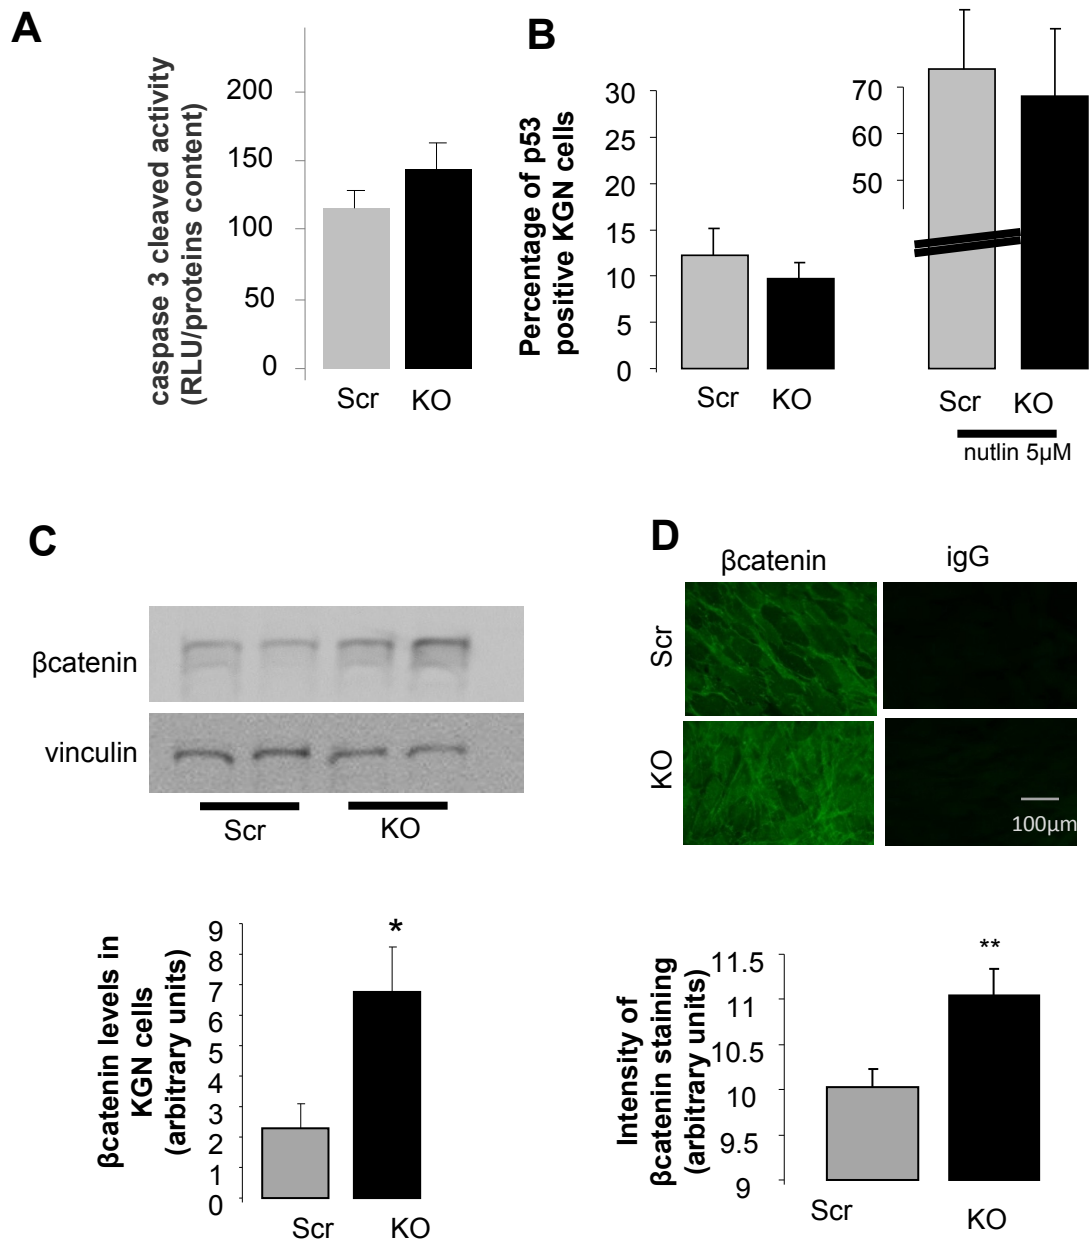 A
caspase 3 cleaved activity
(RLU/proteins content)
200
150
100
50
0
Scr
KO
B
Percentage of p53
positive KGN cells
30
25
20
15
10
5
0
Scr
KO
70
60
50
Scr
KO
nutlin 5µM
C
βcatenin
vinculin
Scr
KO
βcatenin levels in
KGN cells
(arbitrary units)
9
8
7
6
5
4
3
2
1
0
*
Scr
KO
D
βcatenin
igG
Scr
KO
100µm
Intensity of
βcatenin staining
(arbitrary units)
11.5
11
10.5
10
9.5
9
**
Scr
KO